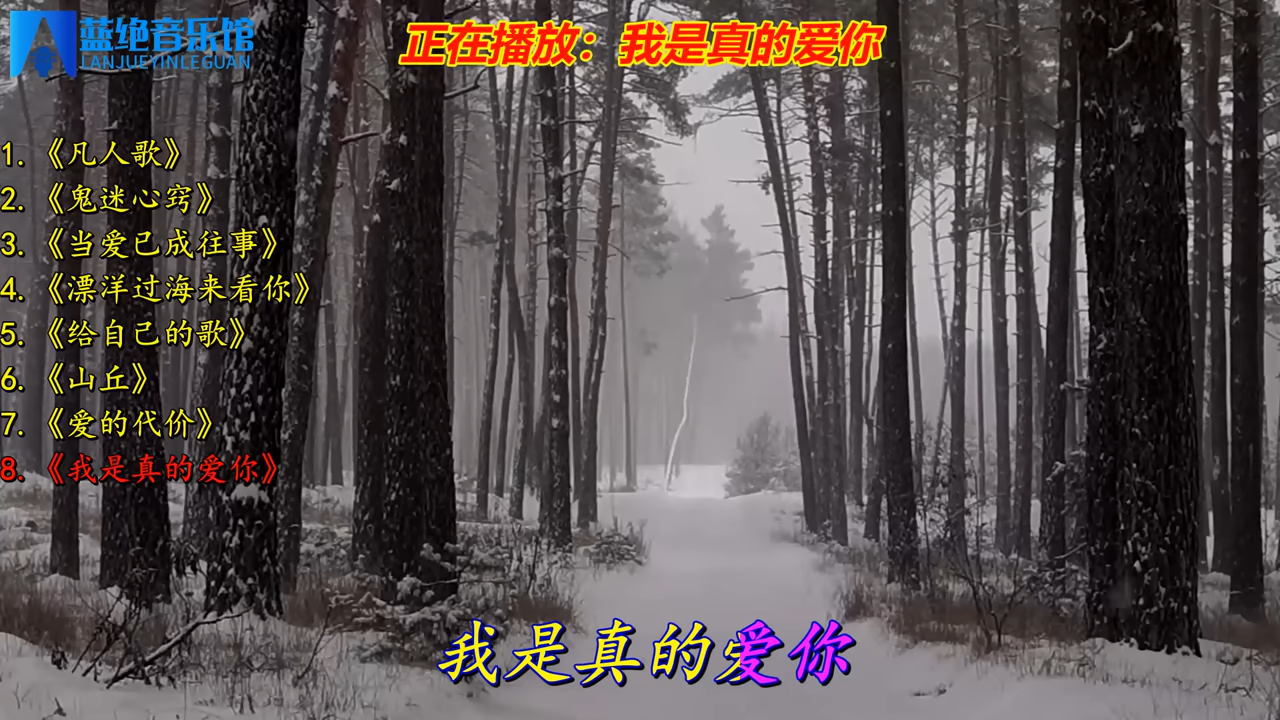 蓝绝音乐馆
LANJUEYINLEGUAN
正在播放：我是真的爱你
1.《凡人歌》
2.《鬼迷心窍》
3.《当爱已成往事》
4.《漂洋过海来看你》
5.《给自己的歌》
6.《山丘》
7.《爱的代价》
8.《我是真的爱你》
我是真的爱你